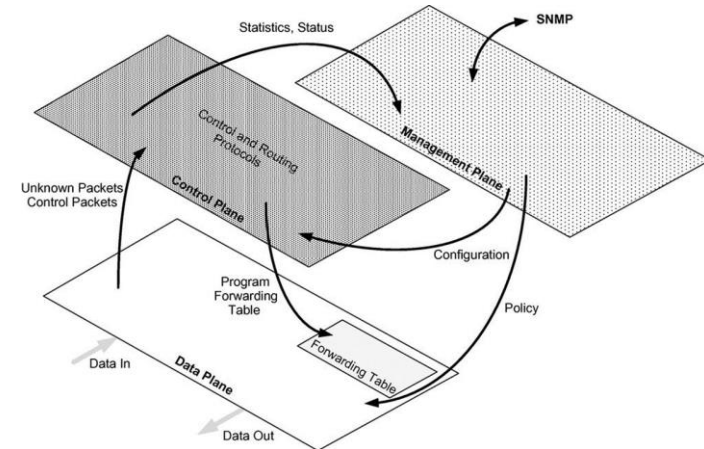 Statistics, Status
SNMP
Control and Routing
Protocols
Management Plane
Unknown Packets
Control Packets
Control Plane
Configuration
Program
Forwarding
Table
Policy
Forwarding Table
Data In
Data Plane
Data Out